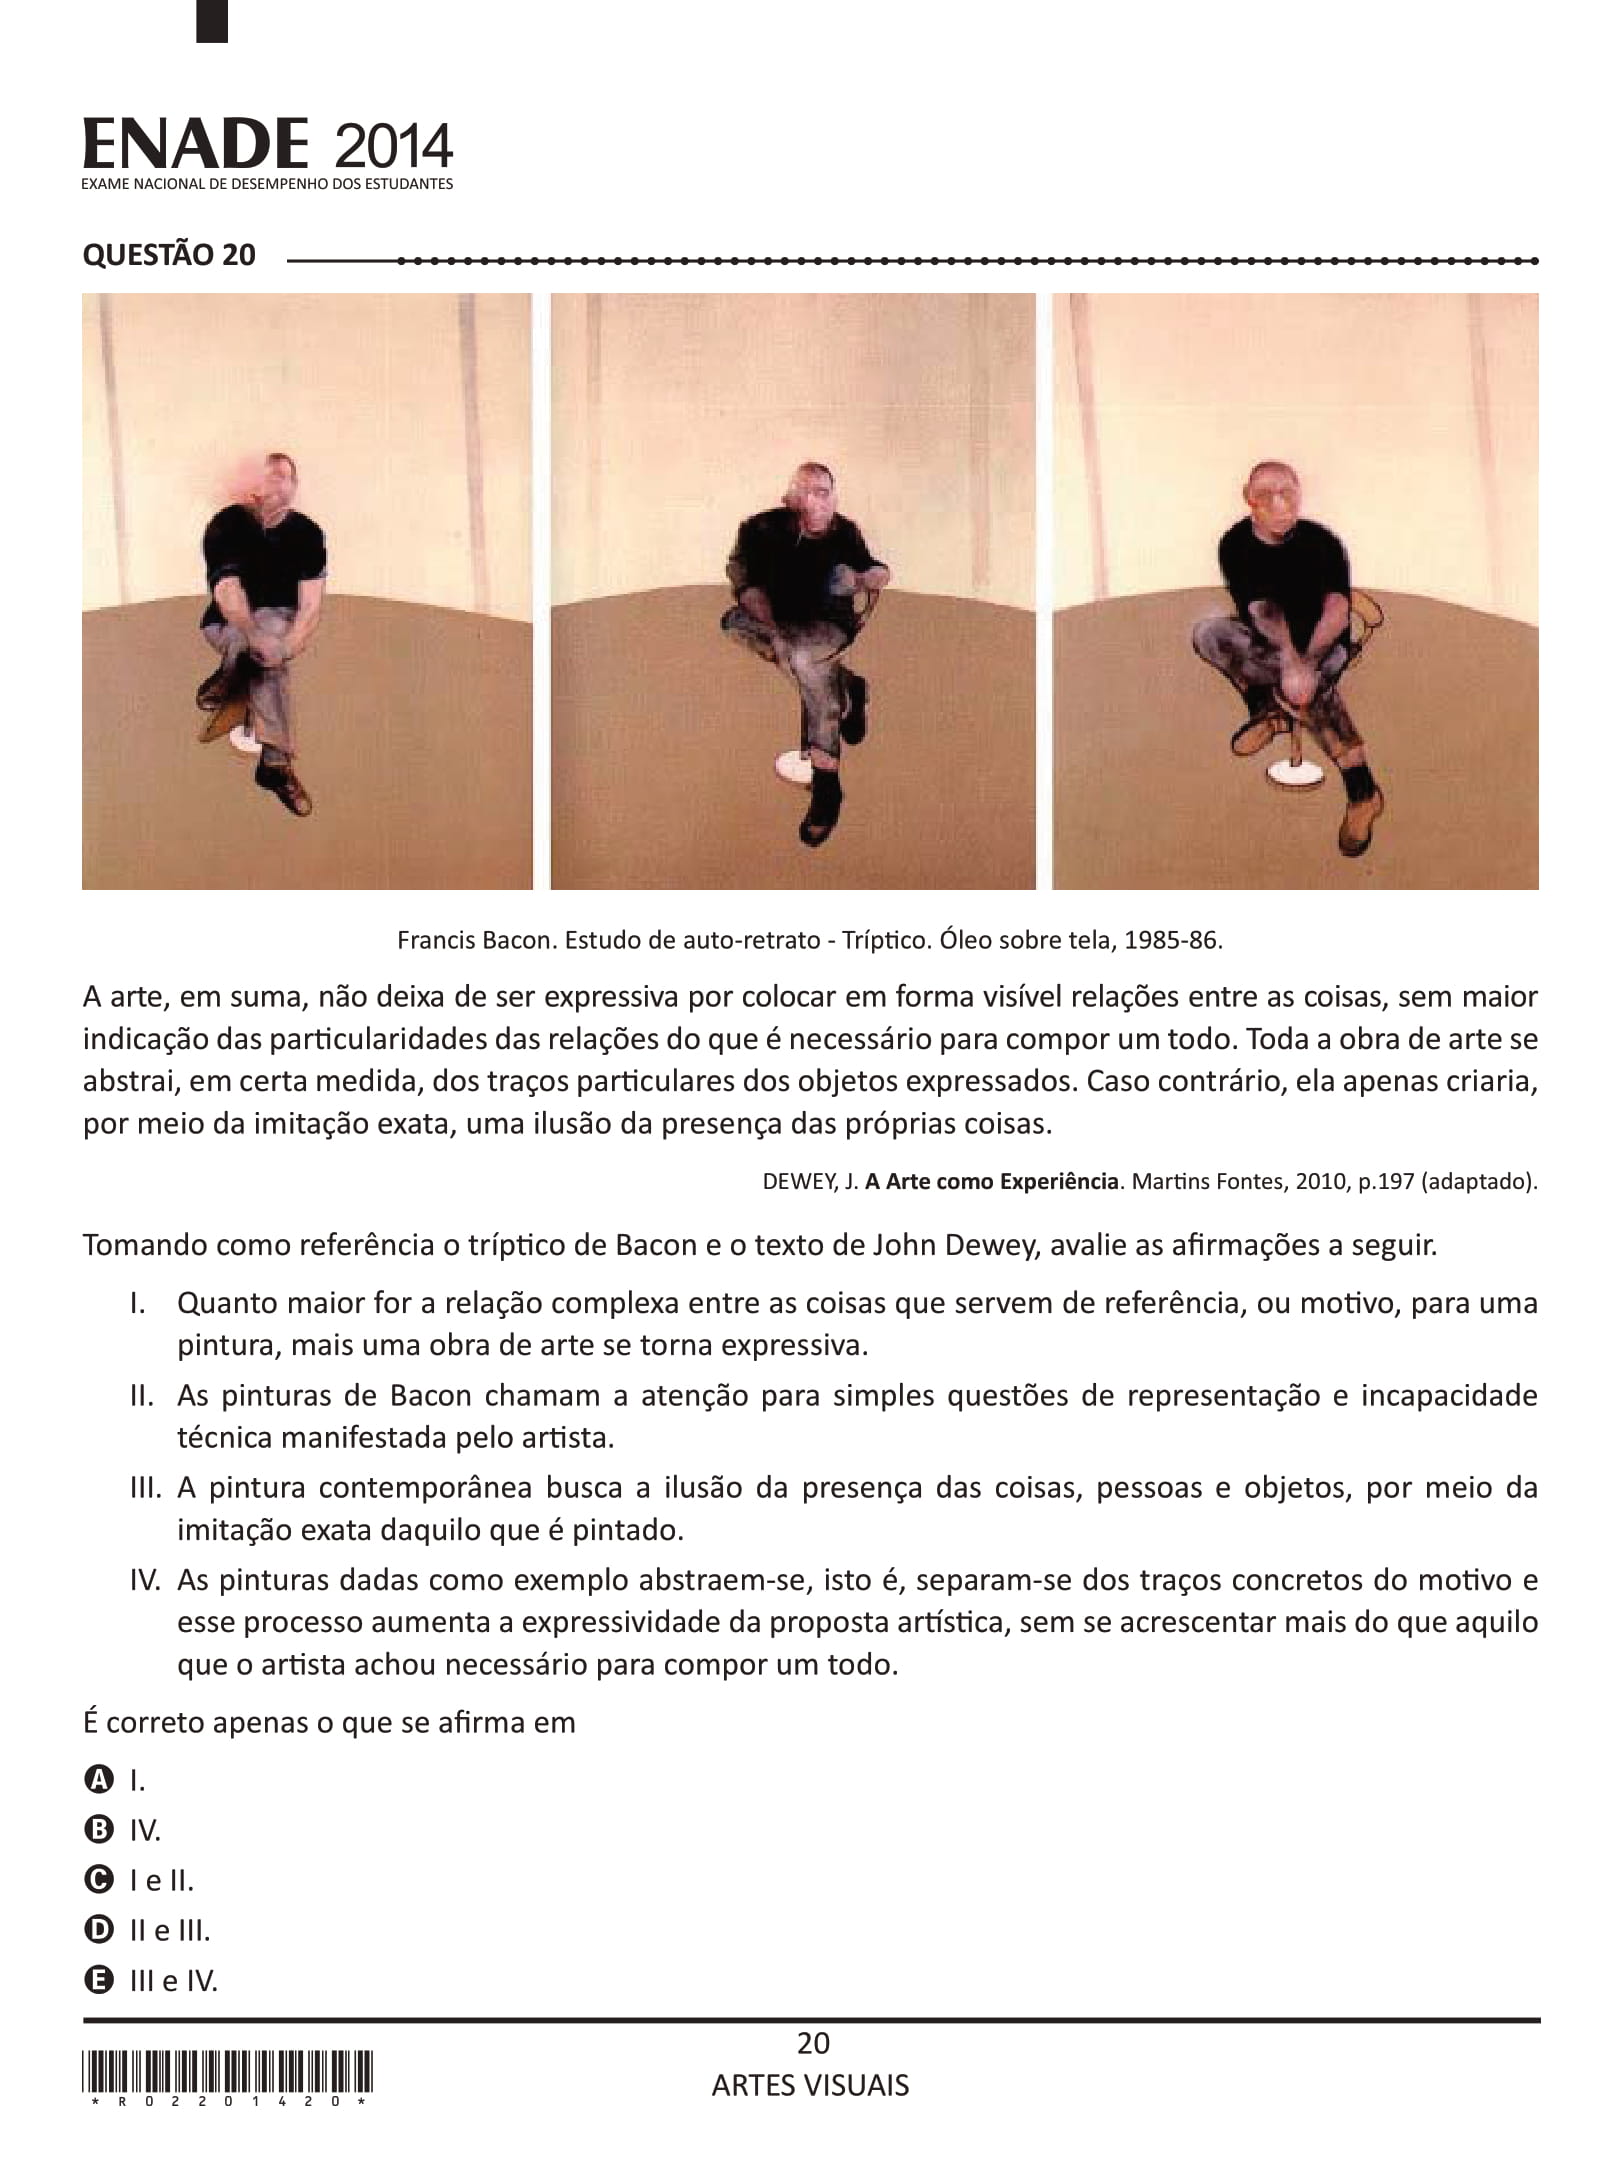 ENADE 2014
EXAME NACIONAL DE DESEMPENHO DOS ESTUDANTES
QUESTÃO 20
Francis Bacon. Estudo de auto-retrato - Tríptico. Óleo sobre tela, 1985-86.
A arte, em suma, não deixa de ser expressiva por colocar em forma visível relações entre as coisas, sem maior
indicação das particularidades das relações do que é necessário para compor um todo. Toda a obra de arte se
abstrai, em certa medida, dos traços particulares dos objetos expressados. Caso contrário, ela apenas criaria,
por meio da imitação exata, uma ilusão da presença das próprias coisas.
DEWEY, J. A Arte como Experiência. Martins Fontes, 2010, p.197 (adaptado).
Tomando como referência o tríptico de Bacon e o texto de John Dewey, avalie as afirmações a seguir.
I. Quanto maior for a relação complexa entre as coisas que servem de referência, ou motivo, para uma
pintura, mais uma obra de arte se torna expressiva.
II. As pinturas de Bacon chamam a atenção para simples questões de representação e incapacidade
técnica manifestada pelo artista.
III. A pintura contemporânea busca a ilusão da presença das coisas, pessoas e objetos, por meio da
imitação exata daquilo que é pintado.
IV. As pinturas dadas como exemplo abstraem-se, isto é, separam-se dos traços concretos do motivo e
esse processo aumenta a expressividade da proposta artística, sem se acrescentar mais do que aquilo
que o artista achou necessário para compor um todo.
É correto apenas o que se afirma em
A I.
B IV.
C I e II.
D II e III.
E III e IV.
20
ARTES VISUAIS
*R02201420*